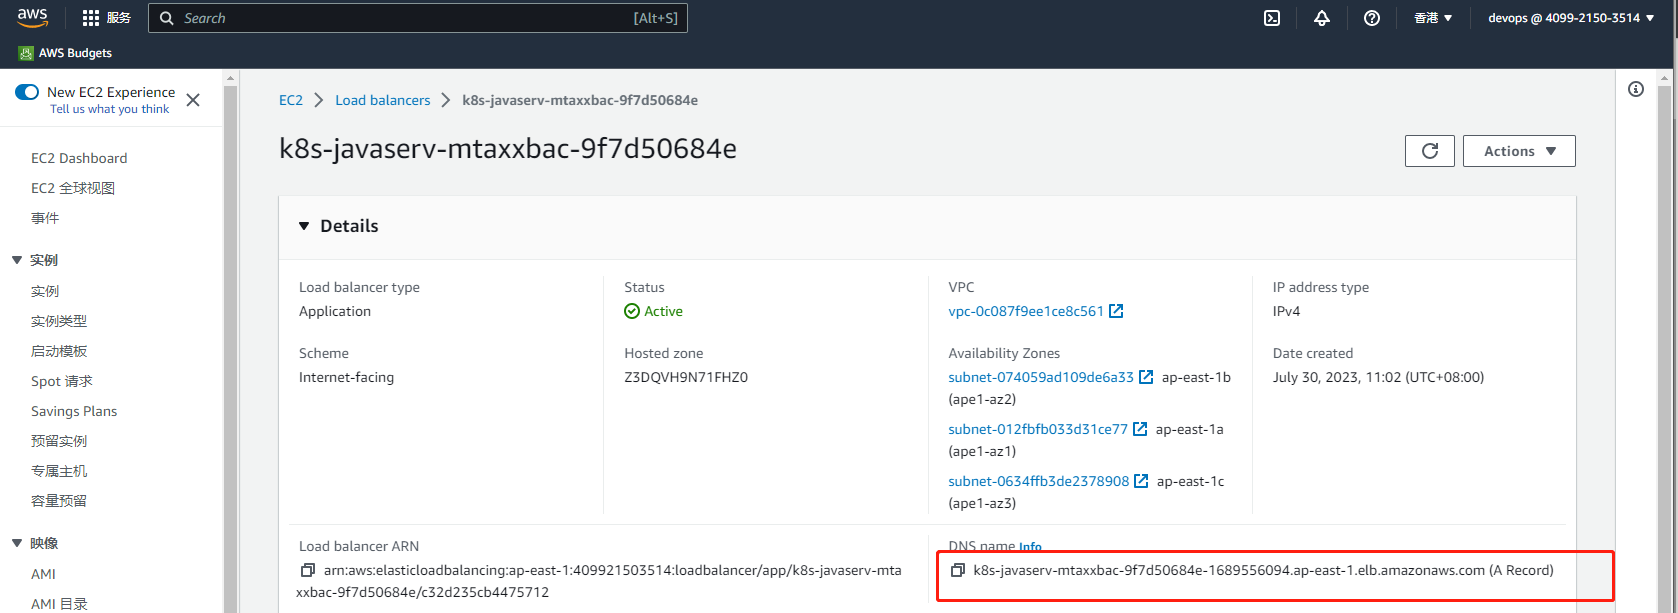 aws
服务
Search
[Alt+S]
香港
devops @ 4099-2150-3514
AWS Budgets
New EC2 Experience
Tell us what you think
EC2 Dashboard
EC2 全球视图
事件
实例
实例
实例类型
启动模板
Spot 请求
Savings Plans
预留实例
专属主机
容量预留
映像
AMI
AMI 目录
EC2 > Load balancers > k8s-javaserv-mtaxxbac-9f7d50684e
k8s-javaserv-mtaxxbac-9f7d50684e
Actions
Details
Load balancer type
Application
Status
Active
VPC
vpc-0c087f9ee1ce8c561
IP address type
IPv4
Scheme
Internet-facing
Hosted zone
Z3DQVH9N71FHZ0
Availability Zones
subnet-074059ad109de6a33 ap-east-1b
(ape1-az2)
subnet-012fbfb033d31ce77 ap-east-1a
(ape1-az1)
subnet-0634ffb3de2378908 ap-east-1c
(ape1-az3)
Date created
July 30, 2023, 11:02 (UTC+08:00)
Load balancer ARN
arn:aws:elasticloadbalancing:ap-east-1:409921503514:loadbalancer/app/k8s-javaserv-mta
xxbac-9f7d50684e/c32d235cb4475712
DNS name Info
k8s-javaserv-mtaxxbac-9f7d50684e-1689556094.ap-east-1.elb.amazonaws.com (A Record)